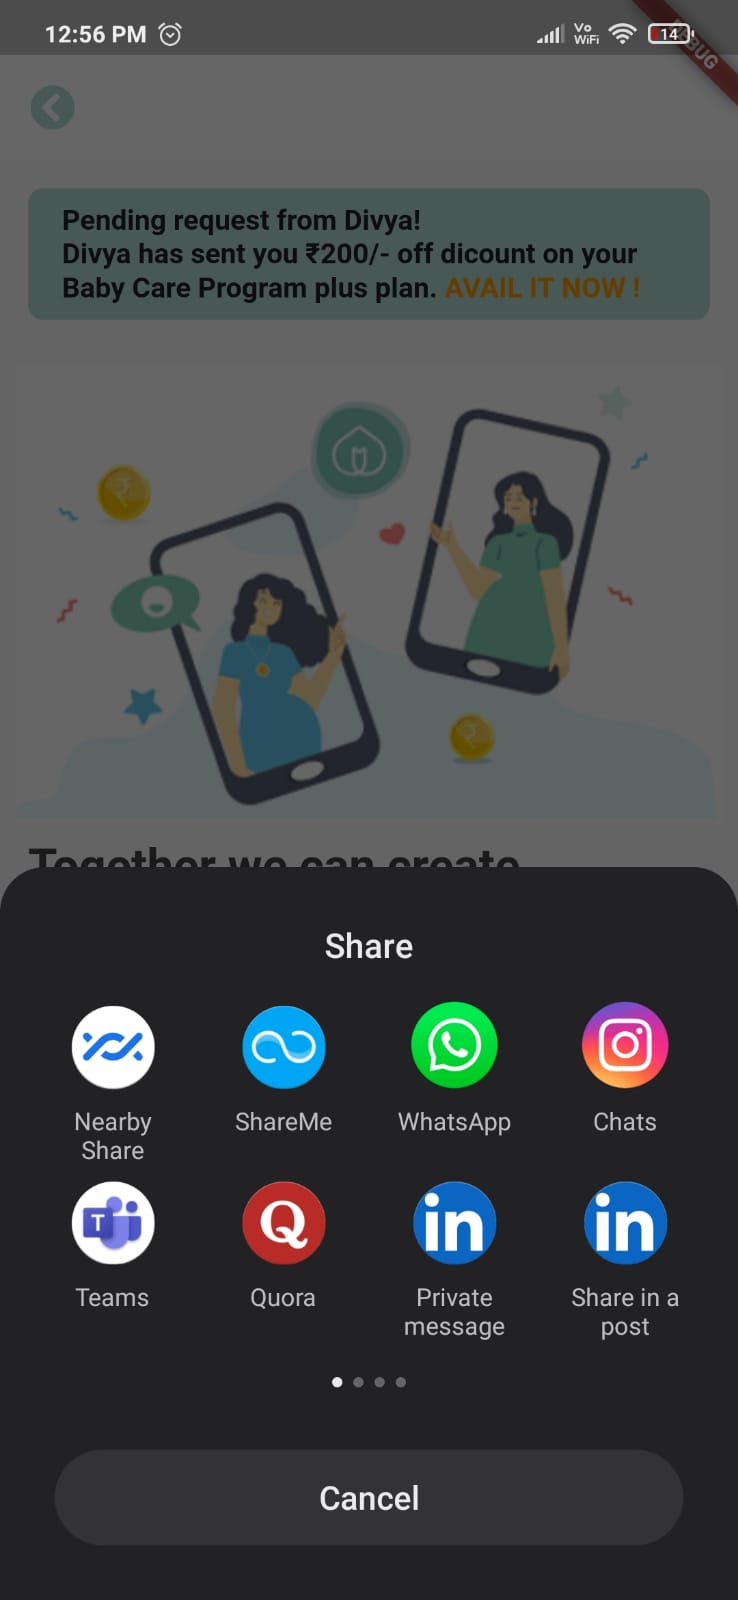 12:56 PM
Vo
WiFi
14
DEBUG
Pending request from Divya!
Divya has sent you ₹200/- off dicount on your
Baby Care Program plus plan. AVAIL IT NOW !
Together we can create
Share
Nearby
Share
ShareMe
WhatsApp
Chats
Teams
Quora
Private
message
Share in a
post
Cancel